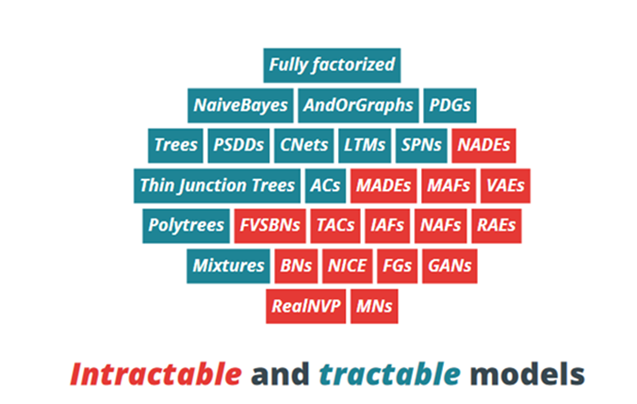 Fully factorized
NaiveBayes AndOrGraphs PDGs
Trees PSDDs CNets LTMs SPNs NADEs
Thin Junction Trees ACs MADEs MAFs VAEs
Polytrees FVSBNs TACs IAFs NAFs RAEs
Mixtures BNs NICE FGs GANs
RealNVP MNs
Intractable and tractable models